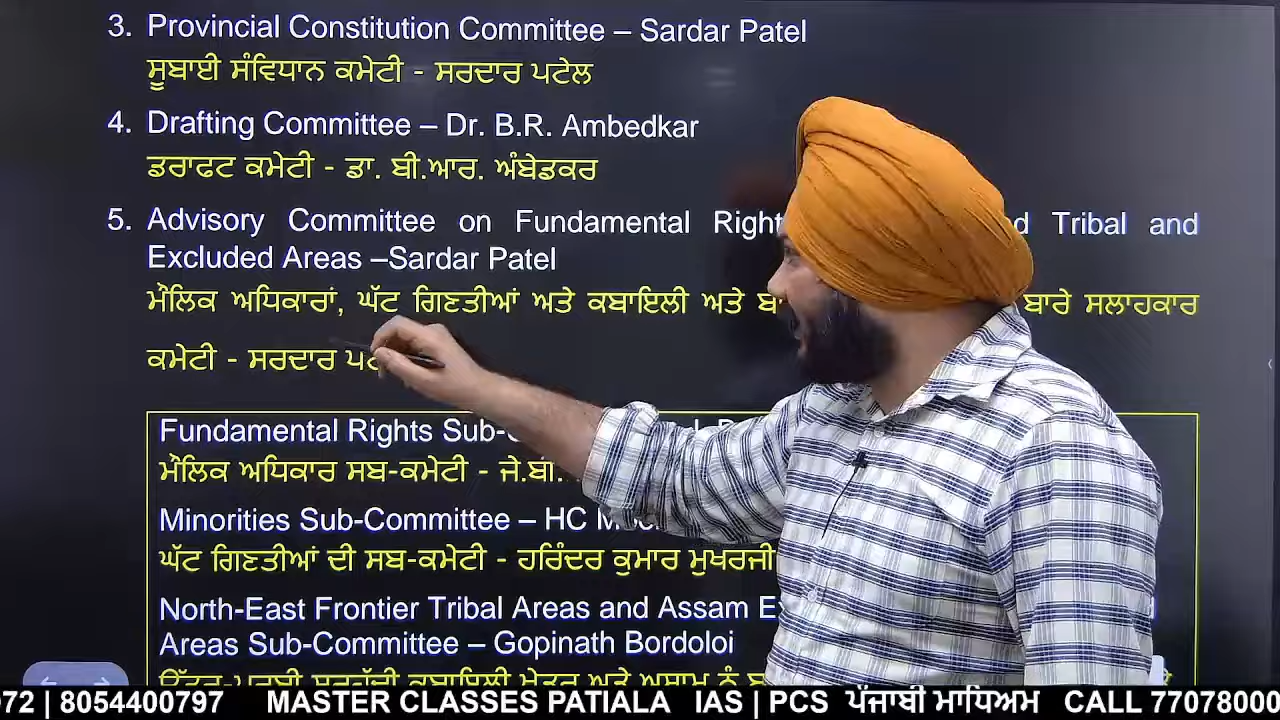 3. Provincial Constitution Committee – Sardar Patel
ਸੂਬਾਈ ਸੰਵਿਧਾਨ ਕਮੇਟੀ - ਸਰਦਾਰ ਪਟੇਲ
4. Drafting Committee – Dr. B.R. Ambedkar
ਡਰਾਫਟ ਕਮੇਟੀ - ਡਾ. ਬੀ.ਆਰ. ਅੰਬੇਡਕਰ
5. Advisory Committee on Fundamental Tribal and
Excluded Areas –Sardar Patel
ਮੌਲਿਕ ਅਧਿਕਾਰਾਂ, ਘੱਟ ਗਿਣਤੀਆਂ ਅਤੇ ਕਬਾਇਲੀ ਅਤੇ ਬਾਰੇ ਸਲਾਹਕਾਰ
ਕਮੇਟੀ - ਸਰਦਾਰ
Fundamental Rights
ਮੌਲਿਕ ਅਧਿਕਾਰ ਸਬ-ਕਮੇਟੀ - ਜੇ.ਬੀ.
Minorities Sub-Committee – HC
ਘੱਟ ਗਿਣਤੀਆਂ ਦੀ ਸਬ-ਕਮੇਟੀ - ਹਰਿੰਦਰ ਕੁਮਾਰ ਮੁਖਰਜੀ
North-East Frontier Tribal Areas and Assam
Areas Sub-Committee – Gopinath Bordoloi
972 | 8054400797 MASTER CLASSES PATIALA IAS | PCS ਪੰਜਾਬੀ ਮਾਧਿਅਮ CALL 77078000